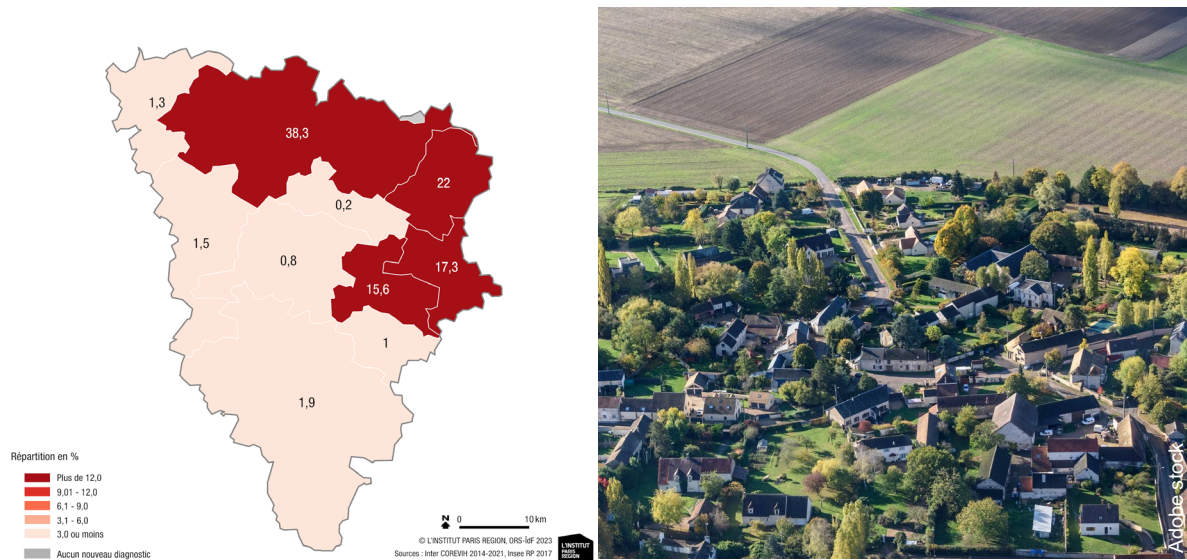 1,3
38,3
22
0,2
1,5
0,8
17,3
15,6
1
1,9
Répartition en %
Plus de 12,0
9,01 - 12,0
6,1 - 9,0
3,1 - 6,0
3,0 ou moins
Aucun nouveau diagnostic
N
0 10 km
© L'INSTITUT PARIS REGION, ORS-IdF 2023
Sources : Inter COREVIH 2014-2021, Insee RP 2017
L'INSTITUT
PARIS
REGION
Adobe stock